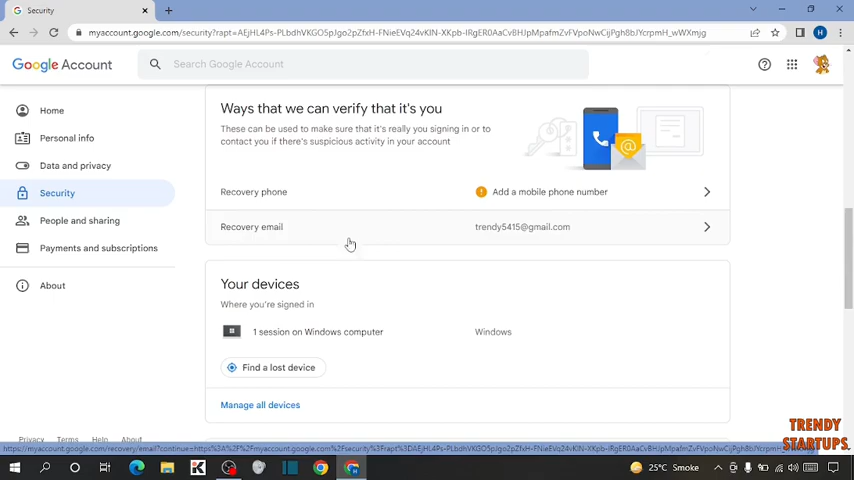 Security
myaccount.google.com/security?rapt=
Google Account
Search Google Account
Home
Personal info
Data and privacy
Security
People and sharing
Payments and subscriptions
About
Privacy Terms Help About
Ways that we can verify that it's you
These can be used to make sure that it's really you signing in or to
contact you if there's suspicious activity in your account
Recovery phone
Add a mobile phone number
Recovery email
trendy5415@gmail.com
Your devices
Where you're signed in
1 session on Windows computer
Windows
Find a lost device
Manage all devices
TRENDY
STARTUPS.
25°C Smoke